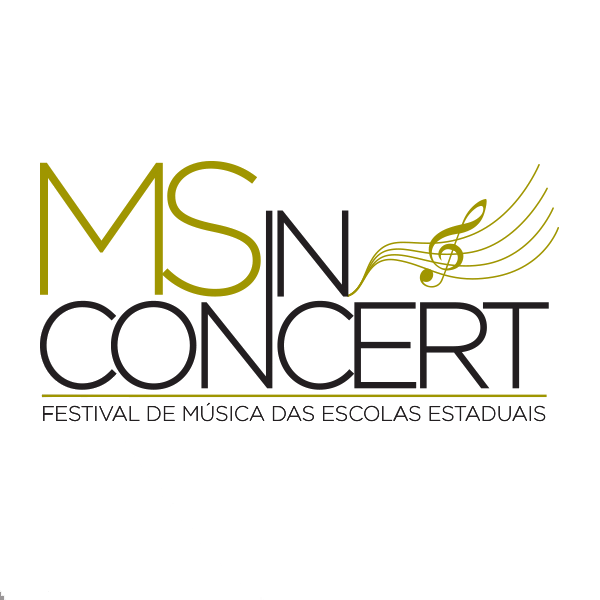 MS IN
CONCERT
FESTIVAL DE MÚSICA DAS ESCOLAS ESTADUAIS